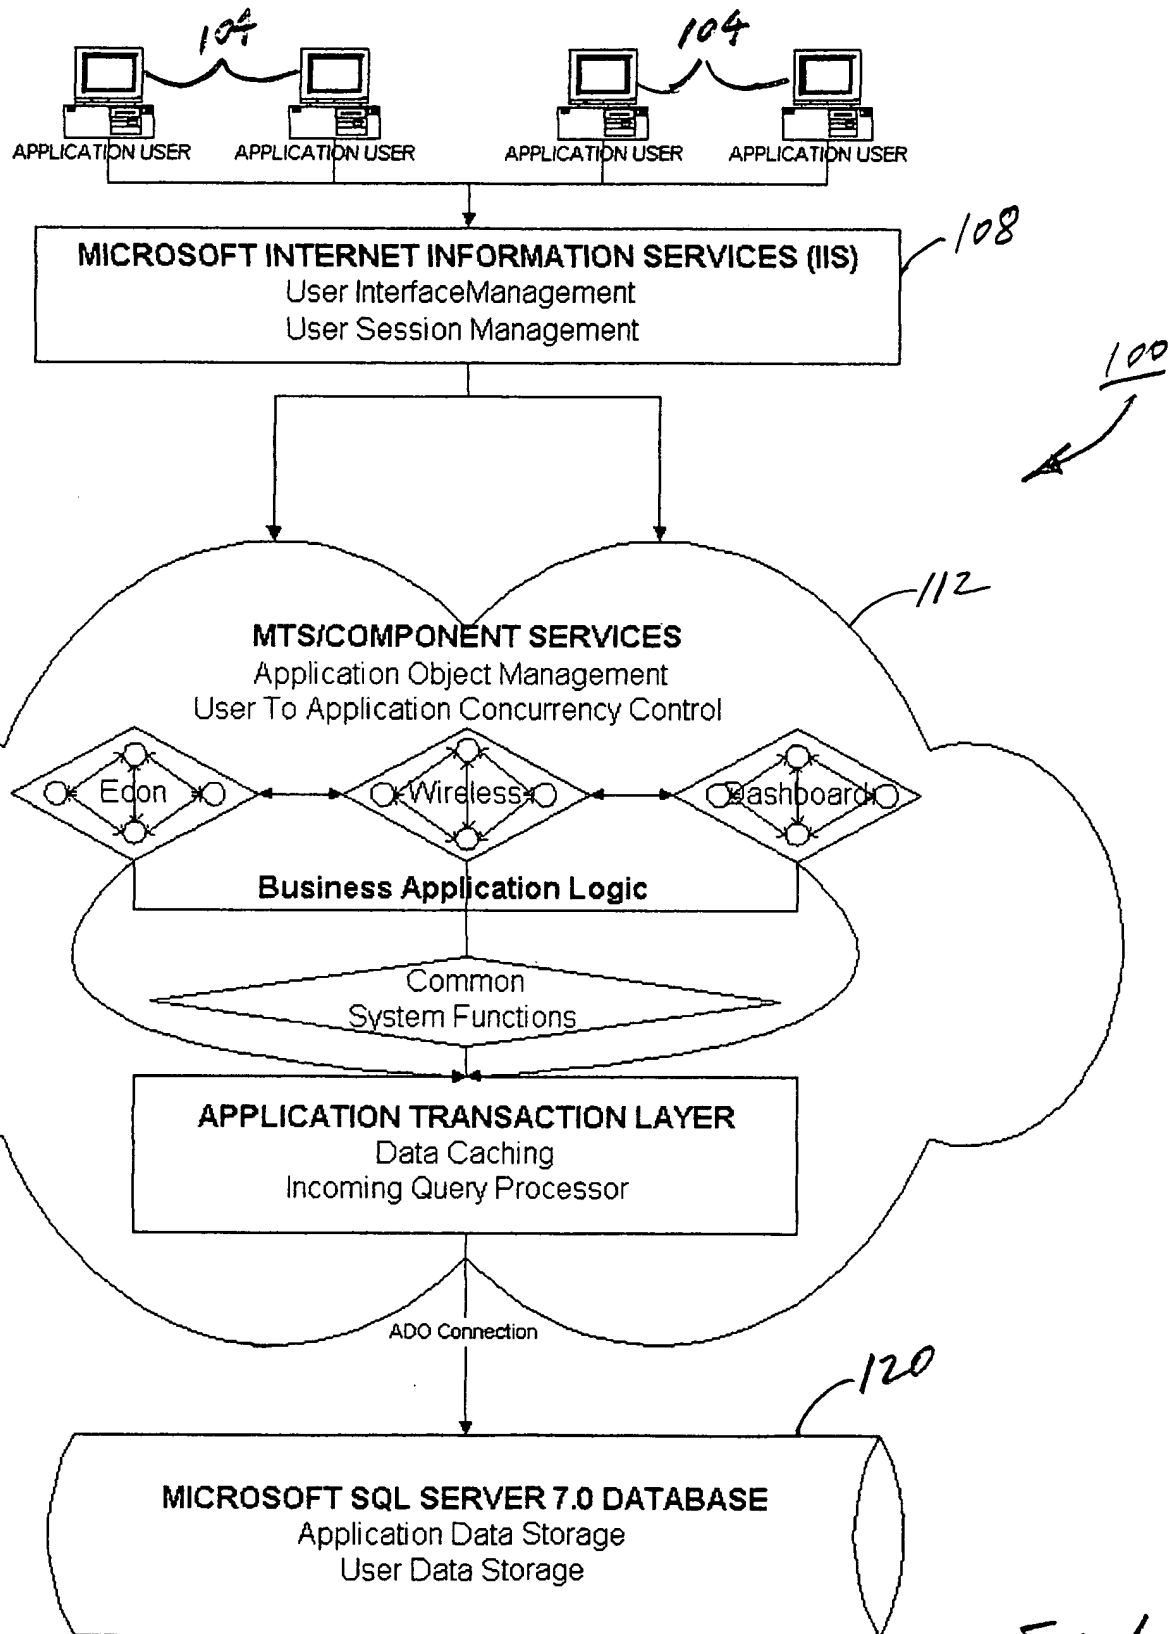 104 104
APPLICATION USER APPLICATION USER APPLICATION USER APPLICATION USER
108
MICROSOFT INTERNET INFORMATION SERVICES (IIS)
User InterfaceManagement
User Session Management
100
112
MTS/COMPONENT SERVICES
Application Object Management
User To Application Concurrency Control
Econ Wireless Dashboard
Business Application Logic
Common
System Functions
APPLICATION TRANSACTION LAYER
Data Caching
Incoming Query Processor
ADO Connection
120
MICROSOFT SQL SERVER 7.0 DATABASE
Application Data Storage
User Data Storage